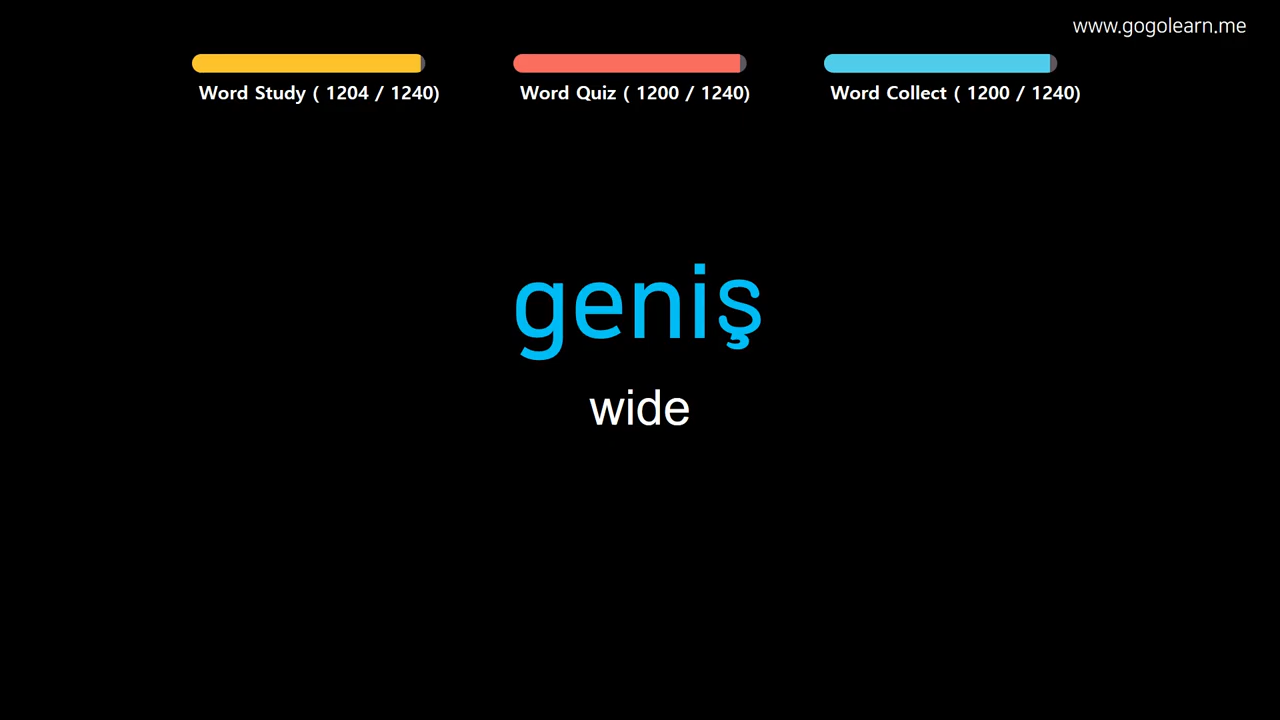 www.gogolearn.me
Word Study ( 1204 / 1240)
Word Quiz ( 1200 / 1240)
Word Collect ( 1200 / 1240)
geniş
wide